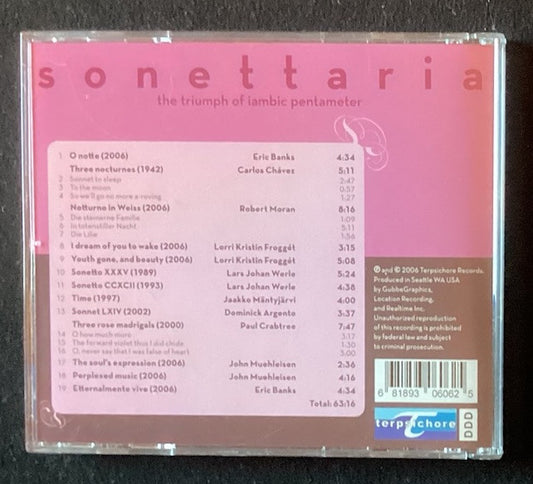 sonettaria
the triumph of iambic pentameter
1 O notte (2006) Eric Banks 4:34
Three nocturnes (1942) Carlos Chávez 5:11
2 Sonnet to sleep 2:47
3 To the moon 0:57
4 So we'll go no more a-roving 1:27
Notturno in Weiss (2006) Robert Moran 8:16
5 Die steinerne Familie 1:09
6 In totenstiller Nacht 5:11
7 Die Lilie 1:56
8 I dream of you to wake (2006) Lorri Kristin Froggét 3:15
9 Youth gone, and beauty (2006) Lorri Kristin Froggét 5:08
10 Sonetto XXXV (1989) Lars Johan Werle 5:24
11 Sonetto CCXCII (1993) Lars Johan Werle 4:38
12 Time (1997) Jaakko Mäntyjärvi 4:00
13 Sonnet LXIV (2002) Dominick Argento 3:37
Three rose madrigals (2000) Paul Crabtree 7:47
14 O how much more 3:17
15 The forward violet thus I did chide 1:30
16 O, never say that I was false of heart 3:00
17 The soul's expression (2006) John Muehleisen 2:36
18 Perplexed music (2006) John Muehleisen 4:16
19 Etternalmente vive (2006) Eric Banks 4:34
Total: 63:16
℗ and © 2006 Terpsichore Records.
Produced in Seattle WA USA
by GubbeGraphics,
Location Recording,
and Realtime Inc.
Unauthorized reproduction
of this recording is prohibited
by federal law and subject
to criminal prosecution.
6 81893 06062 5
terpsichore
DDD